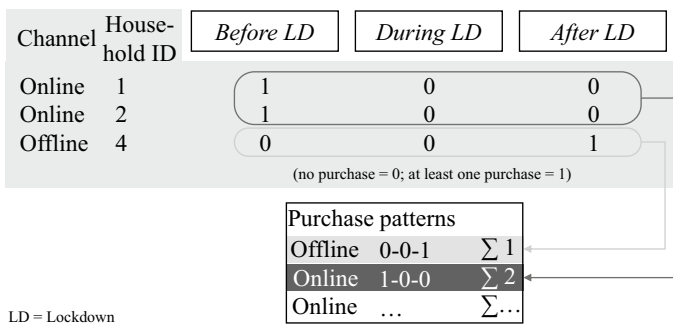 Channel House-hold ID Before LD During LD After LD
Online 1 1 0 0
Online 2 1 0 0
Offline 4 0 0 1
(no purchase = 0; at least one purchase = 1)
Purchase patterns
Offline 0-0-1 ∑ 1
Online 1-0-0 ∑ 2
Online ... ∑...
LD = Lockdown